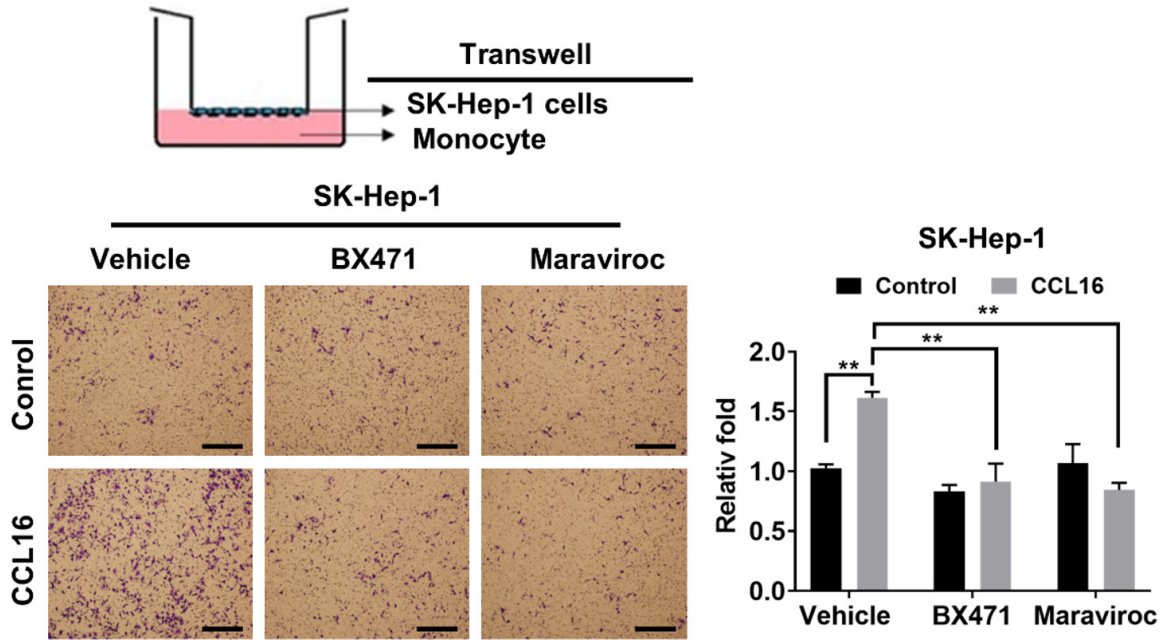 Transwell
SK-Hep-1 cells
Monocyte
SK-Hep-1
Vehicle
BX471
Maraviroc
Conrol
CCL16
SK-Hep-1
Control
CCL16
**
**
**
Relativ fold
2.0
1.5
1.0
0.5
0.0
Vehicle
BX471
Maraviroc